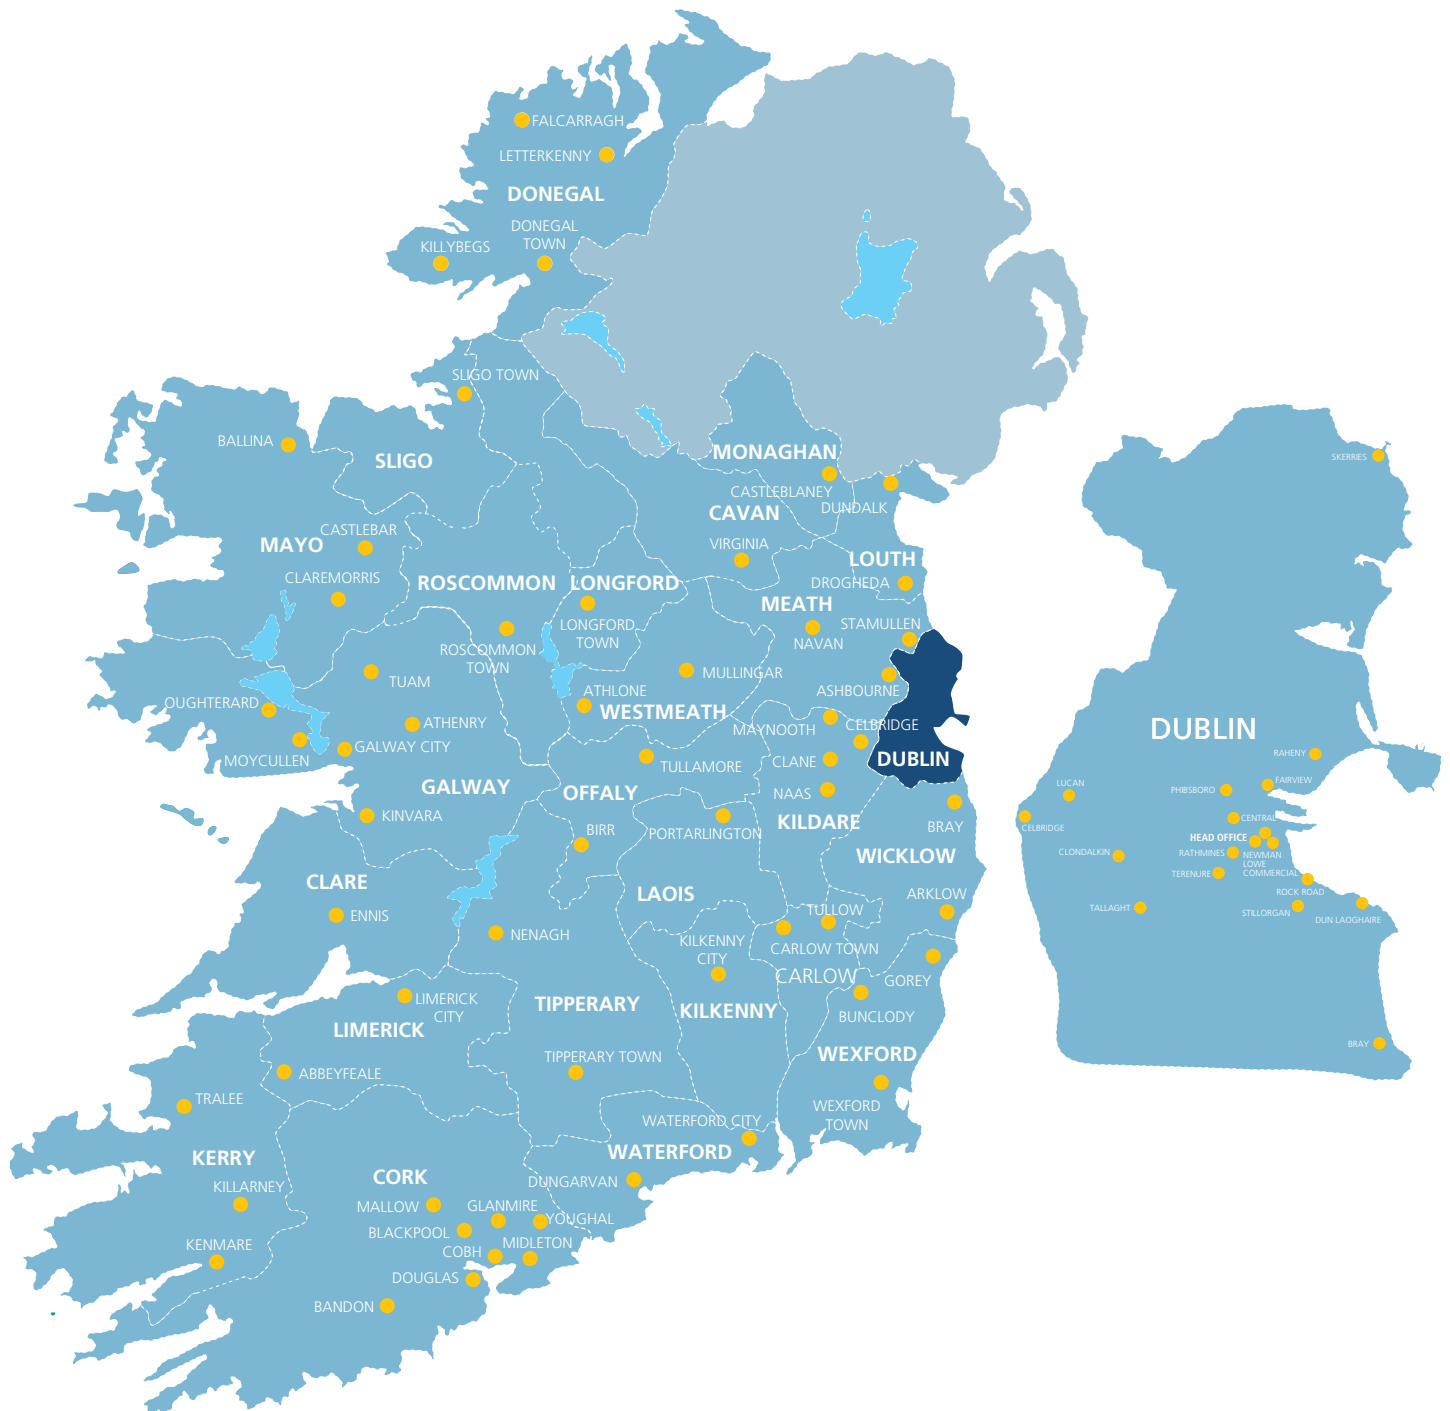 FALCARRAGH
LETTERKENNY
DONEGAL
DONEGAL
TOWN
KILLYBEGS
SLIGO TOWN
BALLINA
SLIGO
MONAGHAN
CASTLEBLANEY
DUNDALK
CAVAN
CASTLEBAR
MAYO
VIRGINIA
LOUTH
CLAREMORRIS
ROSCOMMON
LONGFORD
DROGHEDA
MEATH
LONGFORD
TOWN
STAMULLEN
NAVAN
ROSCOMMON
TOWN
MULLINGAR
TUAM
ATHLONE
ASHBOURNE
OUGHTERARD
WESTMEATH
ATHENRY
MAYNOOTH
CELBRIDGE
GALWAY CITY
MOYCULLEN
TULLAMORE
CLANE
DUBLIN
GALWAY
OFFALY
NAAS
KINVARA
BIRR
PORTARLINGTON
KILDARE
BRAY
WICKLOW
CLARE
LAOIS
ARKLOW
ENNIS
TULLOW
NENAGH
KILKENNY
CITY
CARLOW TOWN
CARLOW
GOREY
LIMERICK
CITY
TIPPERARY
KILKENNY
BUNCLODY
LIMERICK
WEXFORD
TIPPERARY TOWN
ABBEYFEALE
TRALEE
WEXFORD
TOWN
WATERFORD CITY
WATERFORD
KERRY
CORK
DUNGARVAN
KILLARNEY
MALLOW
GLANMIRE
YOUGHAL
BLACKPOOL
KENMARE
COBH
MIDLETON
DOUGLAS
BANDON
SKERRIES
DUBLIN
RAHENY
LUCAN
PHIBSBORO
FAIRVIEW
CELBRIDGE
CENTRAL
HEAD OFFICE
CLONDALKIN
RATHMINES
NEWMAN
LOWE
COMMERCIAL
TERENURE
ROCK ROAD
TALLAGHT
STILLORGAN
DUN LAOGHAIRE
BRAY